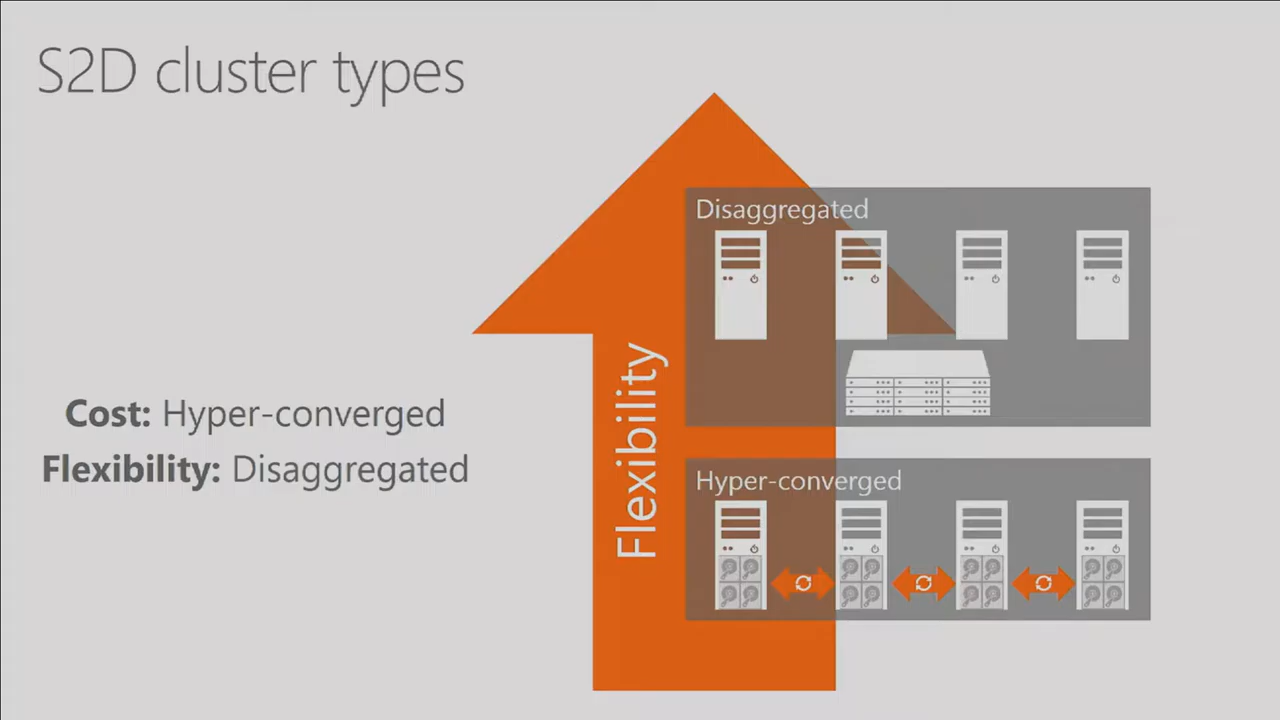 S2D cluster types
Disaggregated
Cost: Hyper-converged
Flexibility: Disaggregated
Flexibility
Hyper-converged